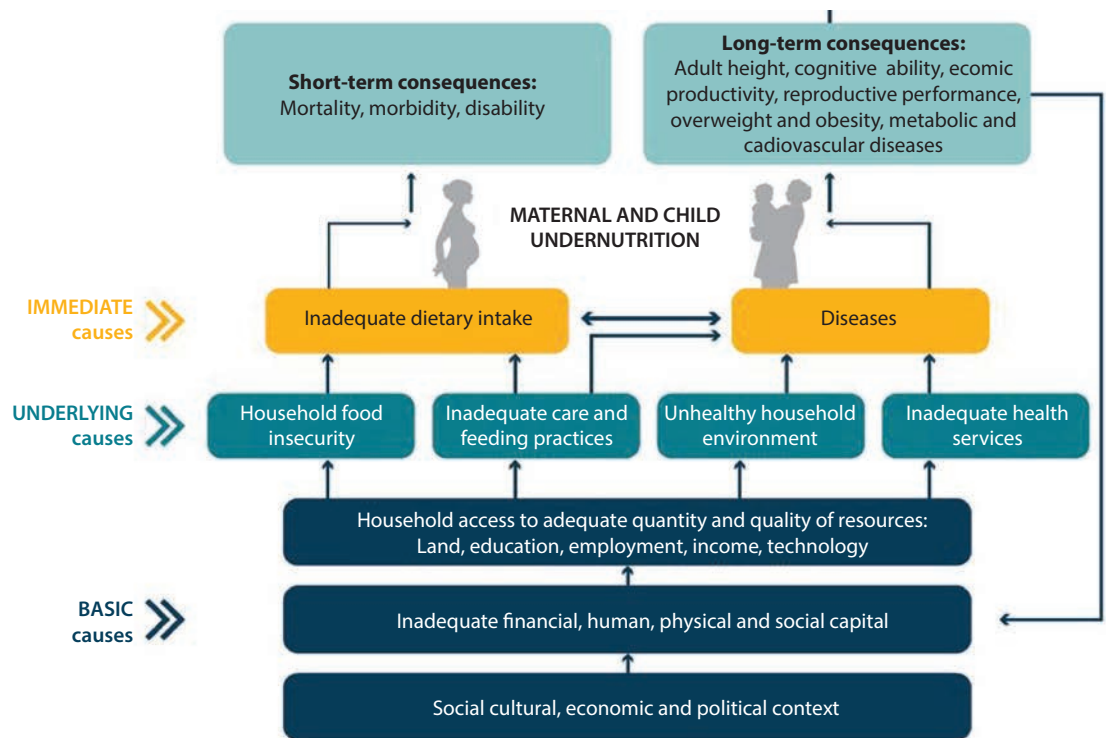 Short-term consequences:
Mortality, morbidity, disability
Long-term consequences:
Adult height, cognitive ability, ecomic
productivity, reproductive performance,
overweight and obesity, metabolic and
cadiovascular diseases
MATERNAL AND CHILD
UNDERNUTRITION
IMMEDIATE
causes
Inadequate dietary intake
Diseases
UNDERLYING
causes
Household food
insecurity
Inadequate care and
feeding practices
Unhealthy household
environment
Inadequate health
services
Household access to adequate quantity and quality of resources:
Land, education, employment, income, technology
BASIC
causes
Inadequate financial, human, physical and social capital
Social cultural, economic and political context